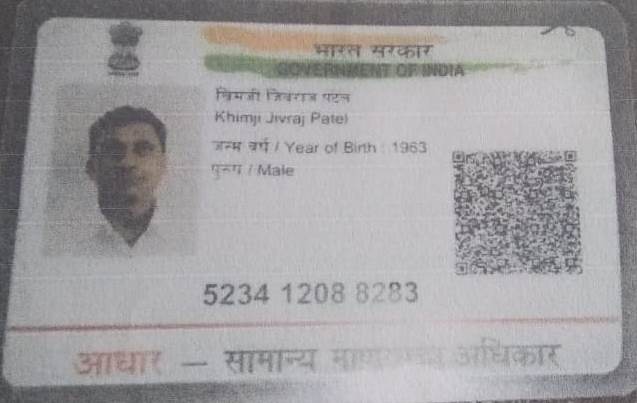 भारत सरकार
GOVERNMENT OF INDIA
खिमजी जिवराज पटेल
Khimji Jivraj Patel
जन्म वर्ष / Year of Birth : 1963
पुरुष / Male
5234 1208 8283
आधार — सामान्य अधिकार